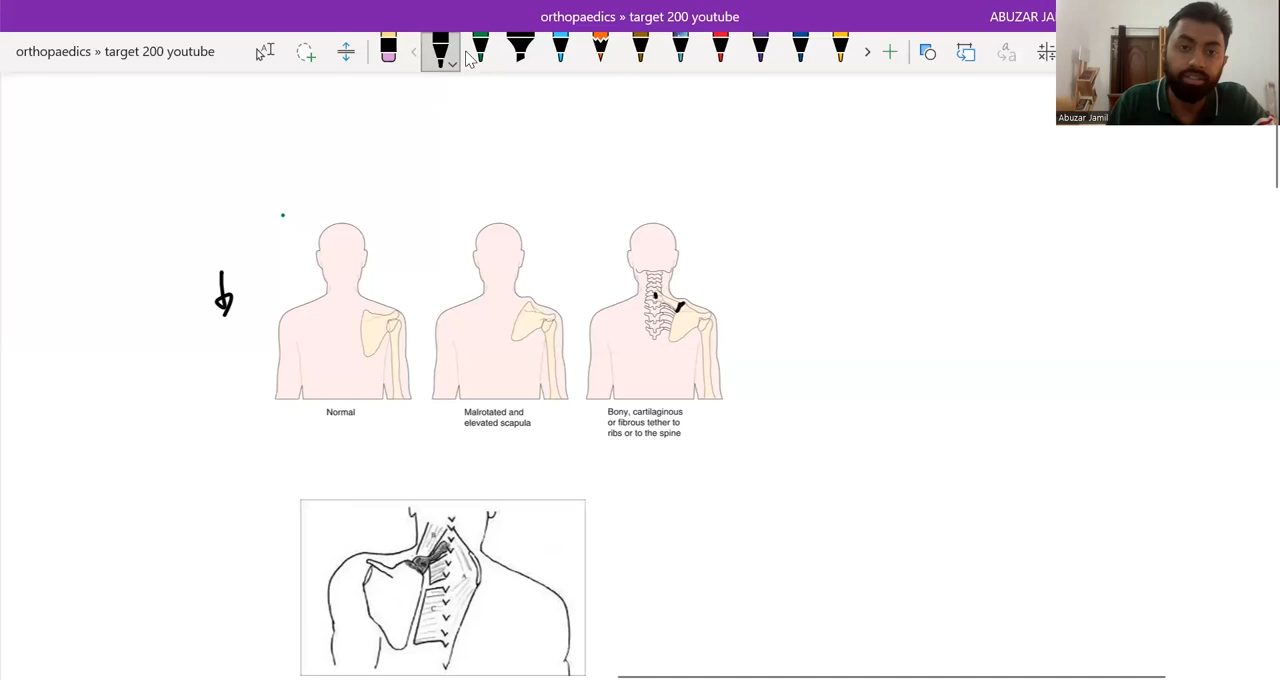 orthopaedics » target 200 youtube
ABUZAR JA
orthopaedics » target 200 youtube
Abuzar Jamil
Normal
Malrotated and
elevated scapula
Bony, cartilaginous
or fibrous tether to
ribs or to the spine